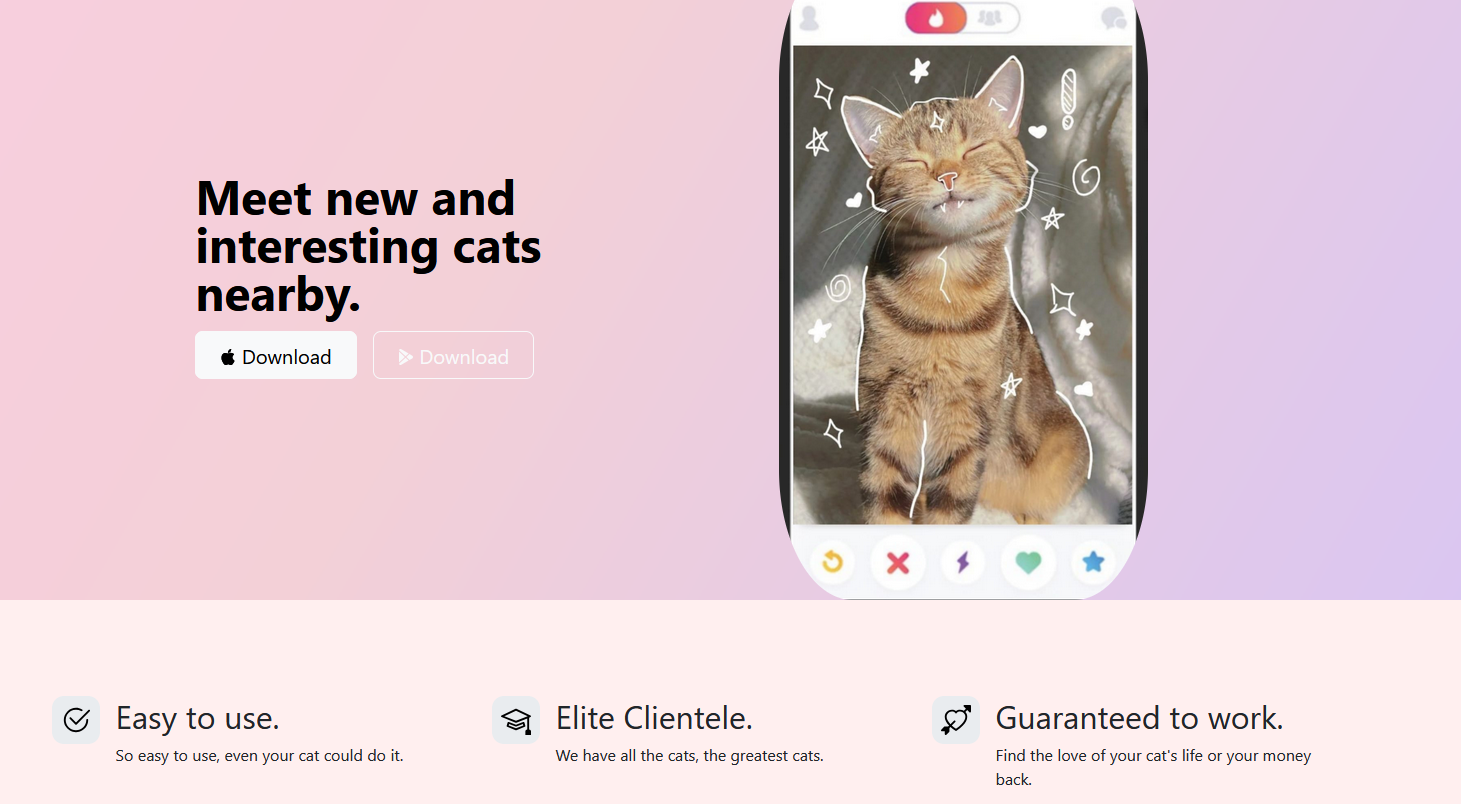 Meet new and
interesting cats
nearby.
Download
Download
Easy to use.
So easy to use, even your cat could do it.
Elite Clientele.
We have all the cats, the greatest cats.
Guaranteed to work.
Find the love of your cat's life or your money
back.